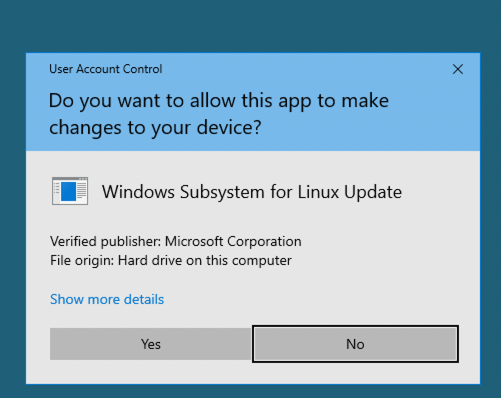 User Account Control
Do you want to allow this app to make
changes to your device?
Windows Subsystem for Linux Update
Verified publisher: Microsoft Corporation
File origin: Hard drive on this computer
Show more details
Yes
No